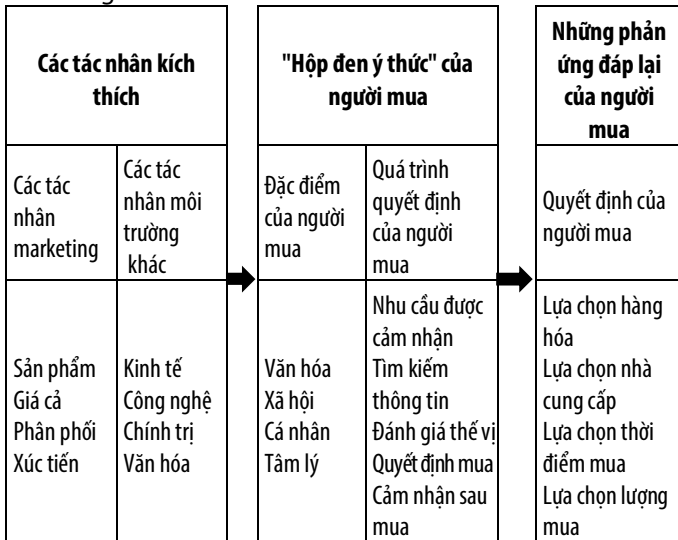 Các tác nhân kích
thích
Các tác
nhân
marketing
Các tác
nhân môi
trường
khác
Sản phẩm
Giá cả
Phân phối
Xúc tiến
Kinh tế
Công nghệ
Chính trị
Văn hóa
"Hộp đen ý thức" của
người mua
Đặc điểm
của người
mua
Quá trình
quyết định
của người
mua
Văn hóa
Xã hội
Cá nhân
Tâm lý
Nhu cầu được
cảm nhận
Tìm kiếm
thông tin
Đánh giá thế vị
Quyết định mua
Cảm nhận sau
mua
Những phản
ứng đáp lại
của người
mua
Quyết định của
người mua
Lựa chọn hàng
hóa
Lựa chọn nhà
cung cấp
Lựa chọn thời
điểm mua
Lựa chọn lượng
mua